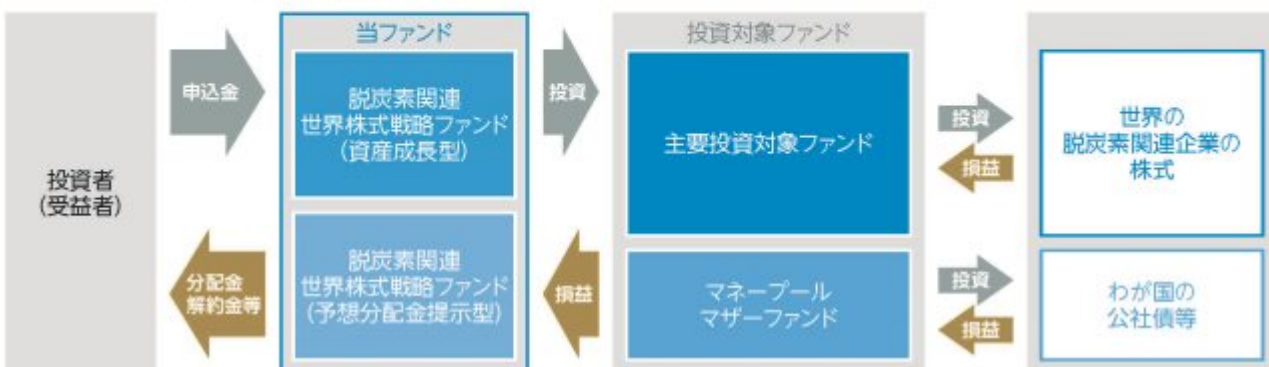 投資者
(受益者)
申込金
分配金
解約金等
当ファンド
脱炭素関連
世界株式戦略ファンド
(資産成長型)
脱炭素関連
世界株式戦略ファンド
(予想分配金提示型)
投資
損益
投資対象ファンド
主要投資対象ファンド
マネープール
マザーファンド
投資
損益
投資
損益
世界の
脱炭素関連企業の
株式
わが国の
公社債等